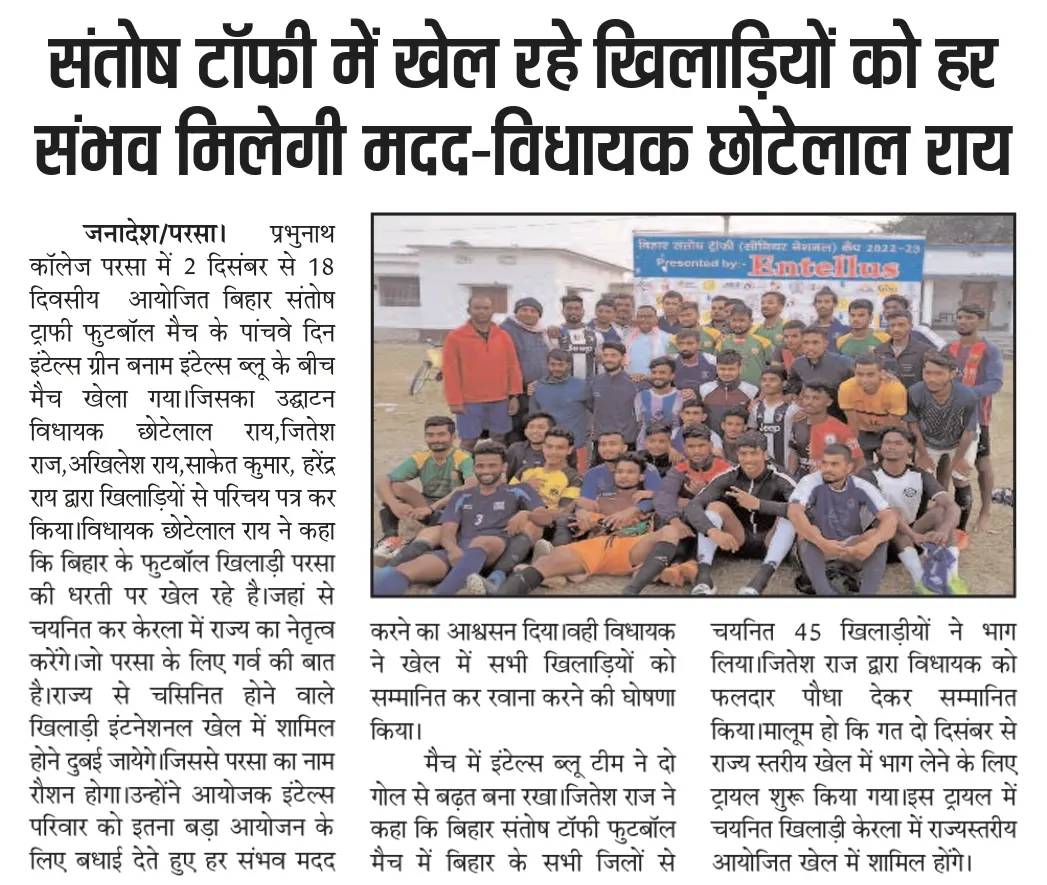 संतोष टॉफी में खेल रहे खिलाड़ियों को हर
संभव मिलेगी मदद-विधायक छोटेलाल राय
जनादेश/परसा। प्रभुनाथ
कॉलेज परसा में 2 दिसंबर से 18
दिवसीय आयोजित बिहार संतोष
ट्राफी फुटबॉल मैच के पांचवे दिन
इंटेल्स ग्रीन बनाम इंटेल्स ब्लू के बीच
मैच खेला गया।जिसका उद्घाटन
विधायक छोटेलाल राय,जितेश
राज,अखिलेश राय,साकेत कुमार, हरेंद्र
राय द्वारा खिलाड़ियों से परिचय पत्र कर
किया।विधायक छोटेलाल राय ने कहा
कि बिहार के फुटबॉल खिलाड़ी परसा
की धरती पर खेल रहे है।जहां से
चयनित कर केरला में राज्य का नेतृत्व
करेंगे।जो परसा के लिए गर्व की बात
है।राज्य से चसिनित होने वाले
खिलाड़ी इंटनेशनल खेल में शामिल
होने दुबई जायेगे।जिससे परसा का नाम
रौशन होगा।उन्होंने आयोजक इंटेल्स
परिवार को इतना बड़ा आयोजन के
लिए बधाई देते हुए हर संभव मदद
बिहार संतोष ट्रॉफी (सीनियर नेशनल) कैंप 2022-23
Presented by:- Entellus
करने का आश्वसन दिया।वही विधायक
ने खेल में सभी खिलाड़ियों को
सम्मानित कर रवाना करने की घोषणा
किया।
मैच में इंटेल्स ब्लू टीम ने दो
गोल से बढ़त बना रखा।जितेश राज ने
कहा कि बिहार संतोष टॉफी फुटबॉल
मैच में बिहार के सभी जिलों से
चयनित 45 खिलाड़ीयों ने भाग
लिया।जितेश राज द्वारा विधायक को
फलदार पौधा देकर सम्मानित
किया।मालूम हो कि गत दो दिसंबर से
राज्य स्तरीय खेल में भाग लेने के लिए
ट्रायल शुरू किया गया।इस ट्रायल में
चयनित खिलाड़ी केरला में राज्यस्तरीय
आयोजित खेल में शामिल होंगे।
Jeep
Jeep
3